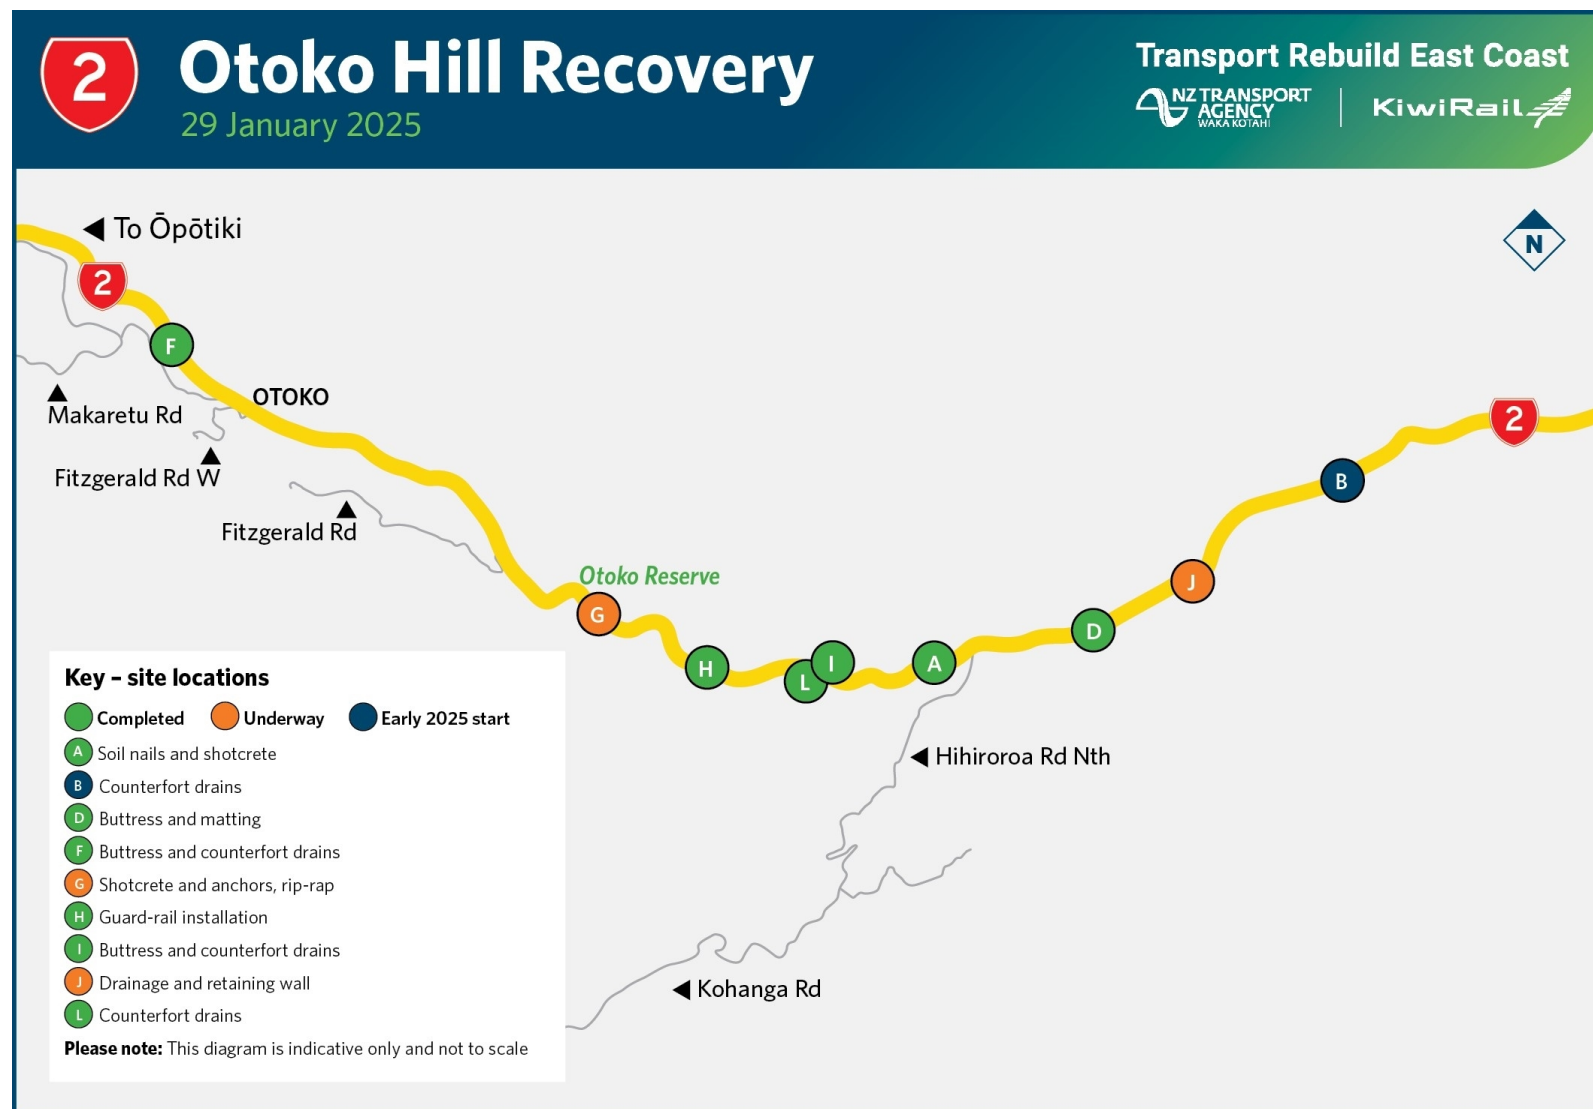 2
Otoko Hill Recovery
29 January 2025
Transport Rebuild East Coast
NZ TRANSPORT
AGENCY
WAKA KOTAHI
KiwiRail
To Ōpōtiki
N
2
F
OTOKO
Makaretu Rd
Fitzgerald Rd W
Fitzgerald Rd
2
B
J
Otoko Reserve
G
D
H
I
L
A
Hihiroroa Rd Nth
Kohanga Rd
Key – site locations
Completed Underway Early 2025 start
A Soil nails and shotcrete
B Counterfort drains
D Buttress and matting
F Buttress and counterfort drains
G Shotcrete and anchors, rip-rap
H Guard-rail installation
I Buttress and counterfort drains
J Drainage and retaining wall
L Counterfort drains
Please note: This diagram is indicative only and not to scale